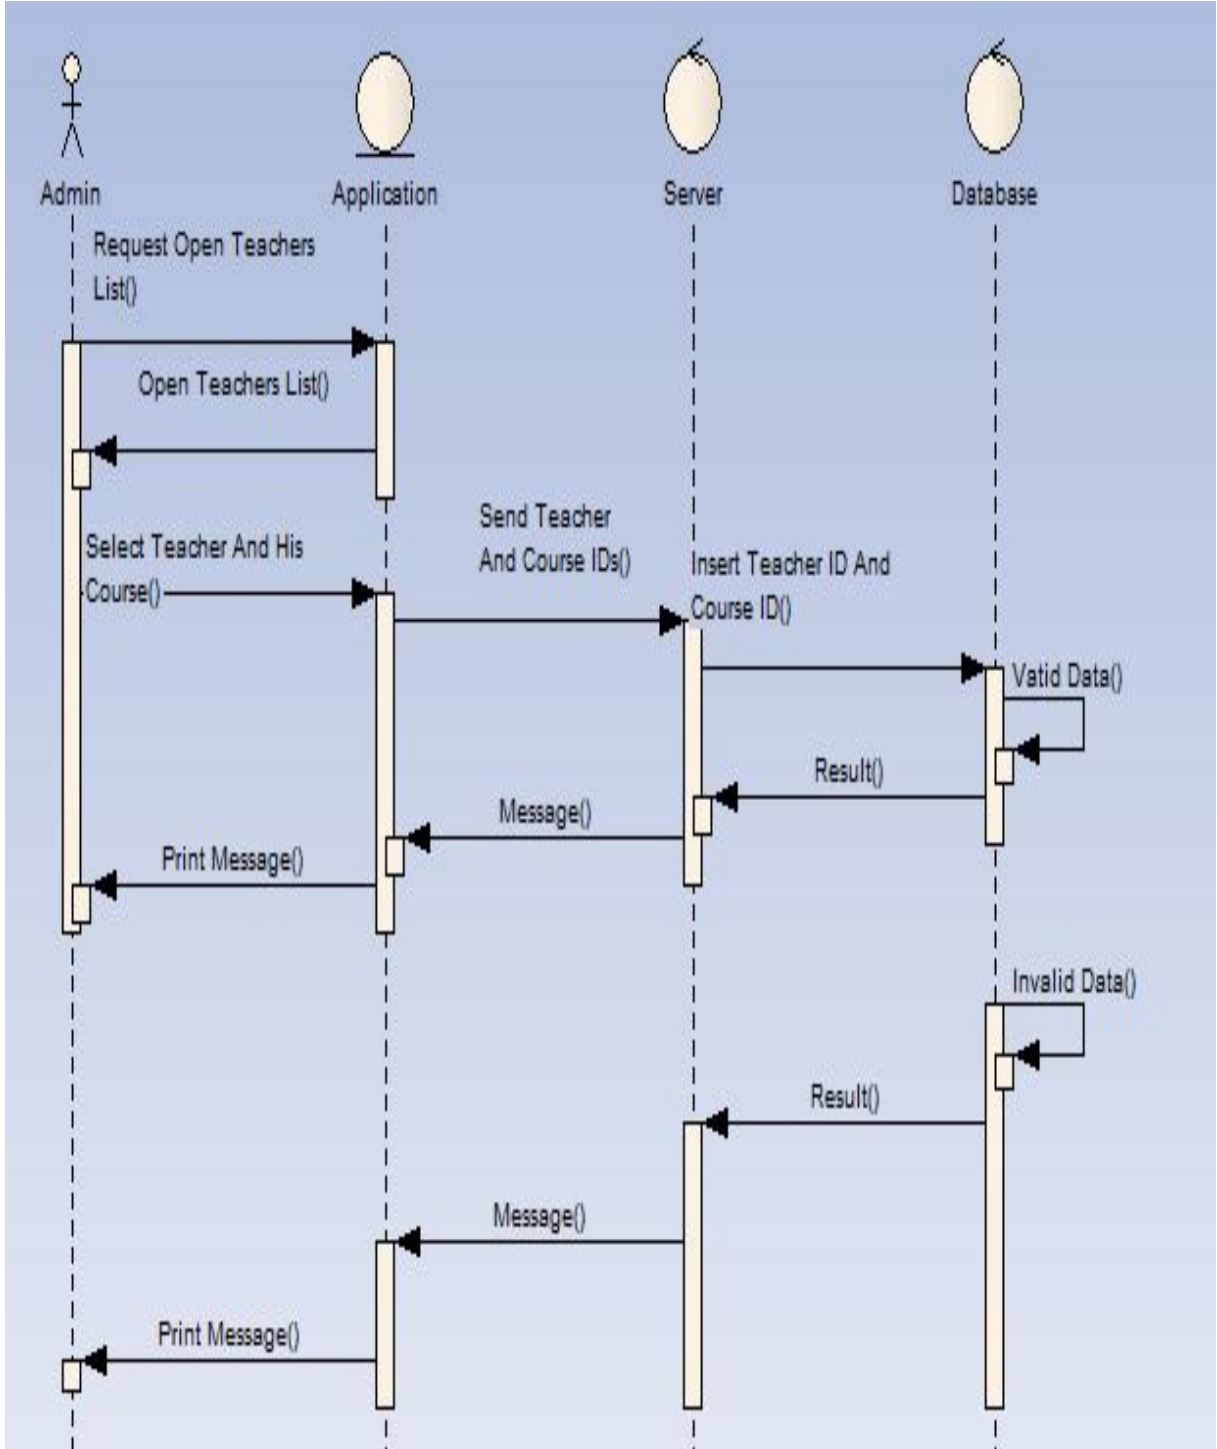 Admin
Application
Server
Database
Request Open Teachers
List()
Open Teachers List()
Send Teacher
And Course IDs()
Select Teacher And His
Course()
Insert Teacher ID And
Course ID()
Vatid Data()
Result()
Message()
Print Message()
Invalid Data()
Result()
Message()
Print Message()